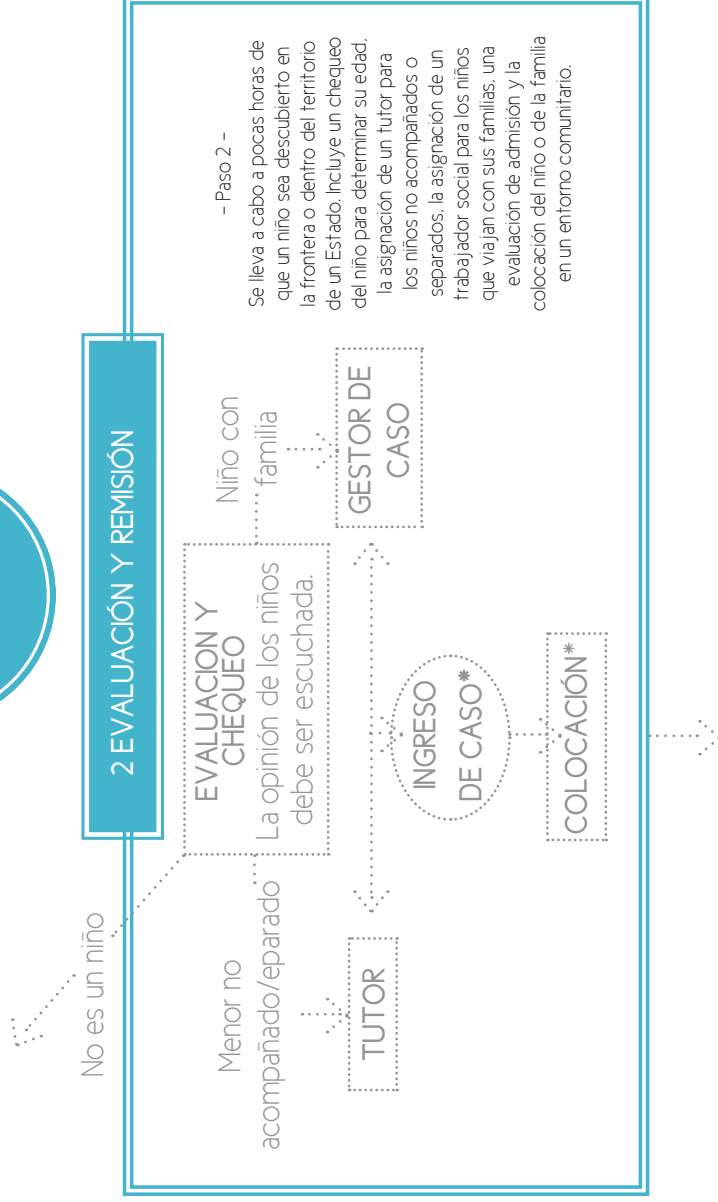 No es un niño
2 EVALUACIÓN Y REMISIÓN
EVALUACION Y
CHEQUEO
La opinión de los niños
debe ser escuchada.
Menor no
acompañado/eparado
Niño con
familia
TUTOR
GESTOR DE
CASO
INGRESO
DE CASO*
COLOCACIÓN*
– Paso 2 –
Se lleva a cabo a pocas horas de
que un niño sea descubierto en
la frontera o dentro del territorio
de un Estado. Incluye un chequeo
del niño para determinar su edad,
la asignación de un tutor para
los niños no acompañados o
separados, la asignación de un
trabajador social para los niños
que viajan con sus familias, una
evaluación de admisión y la
colocación del niño o de la familia
en un entorno comunitario.